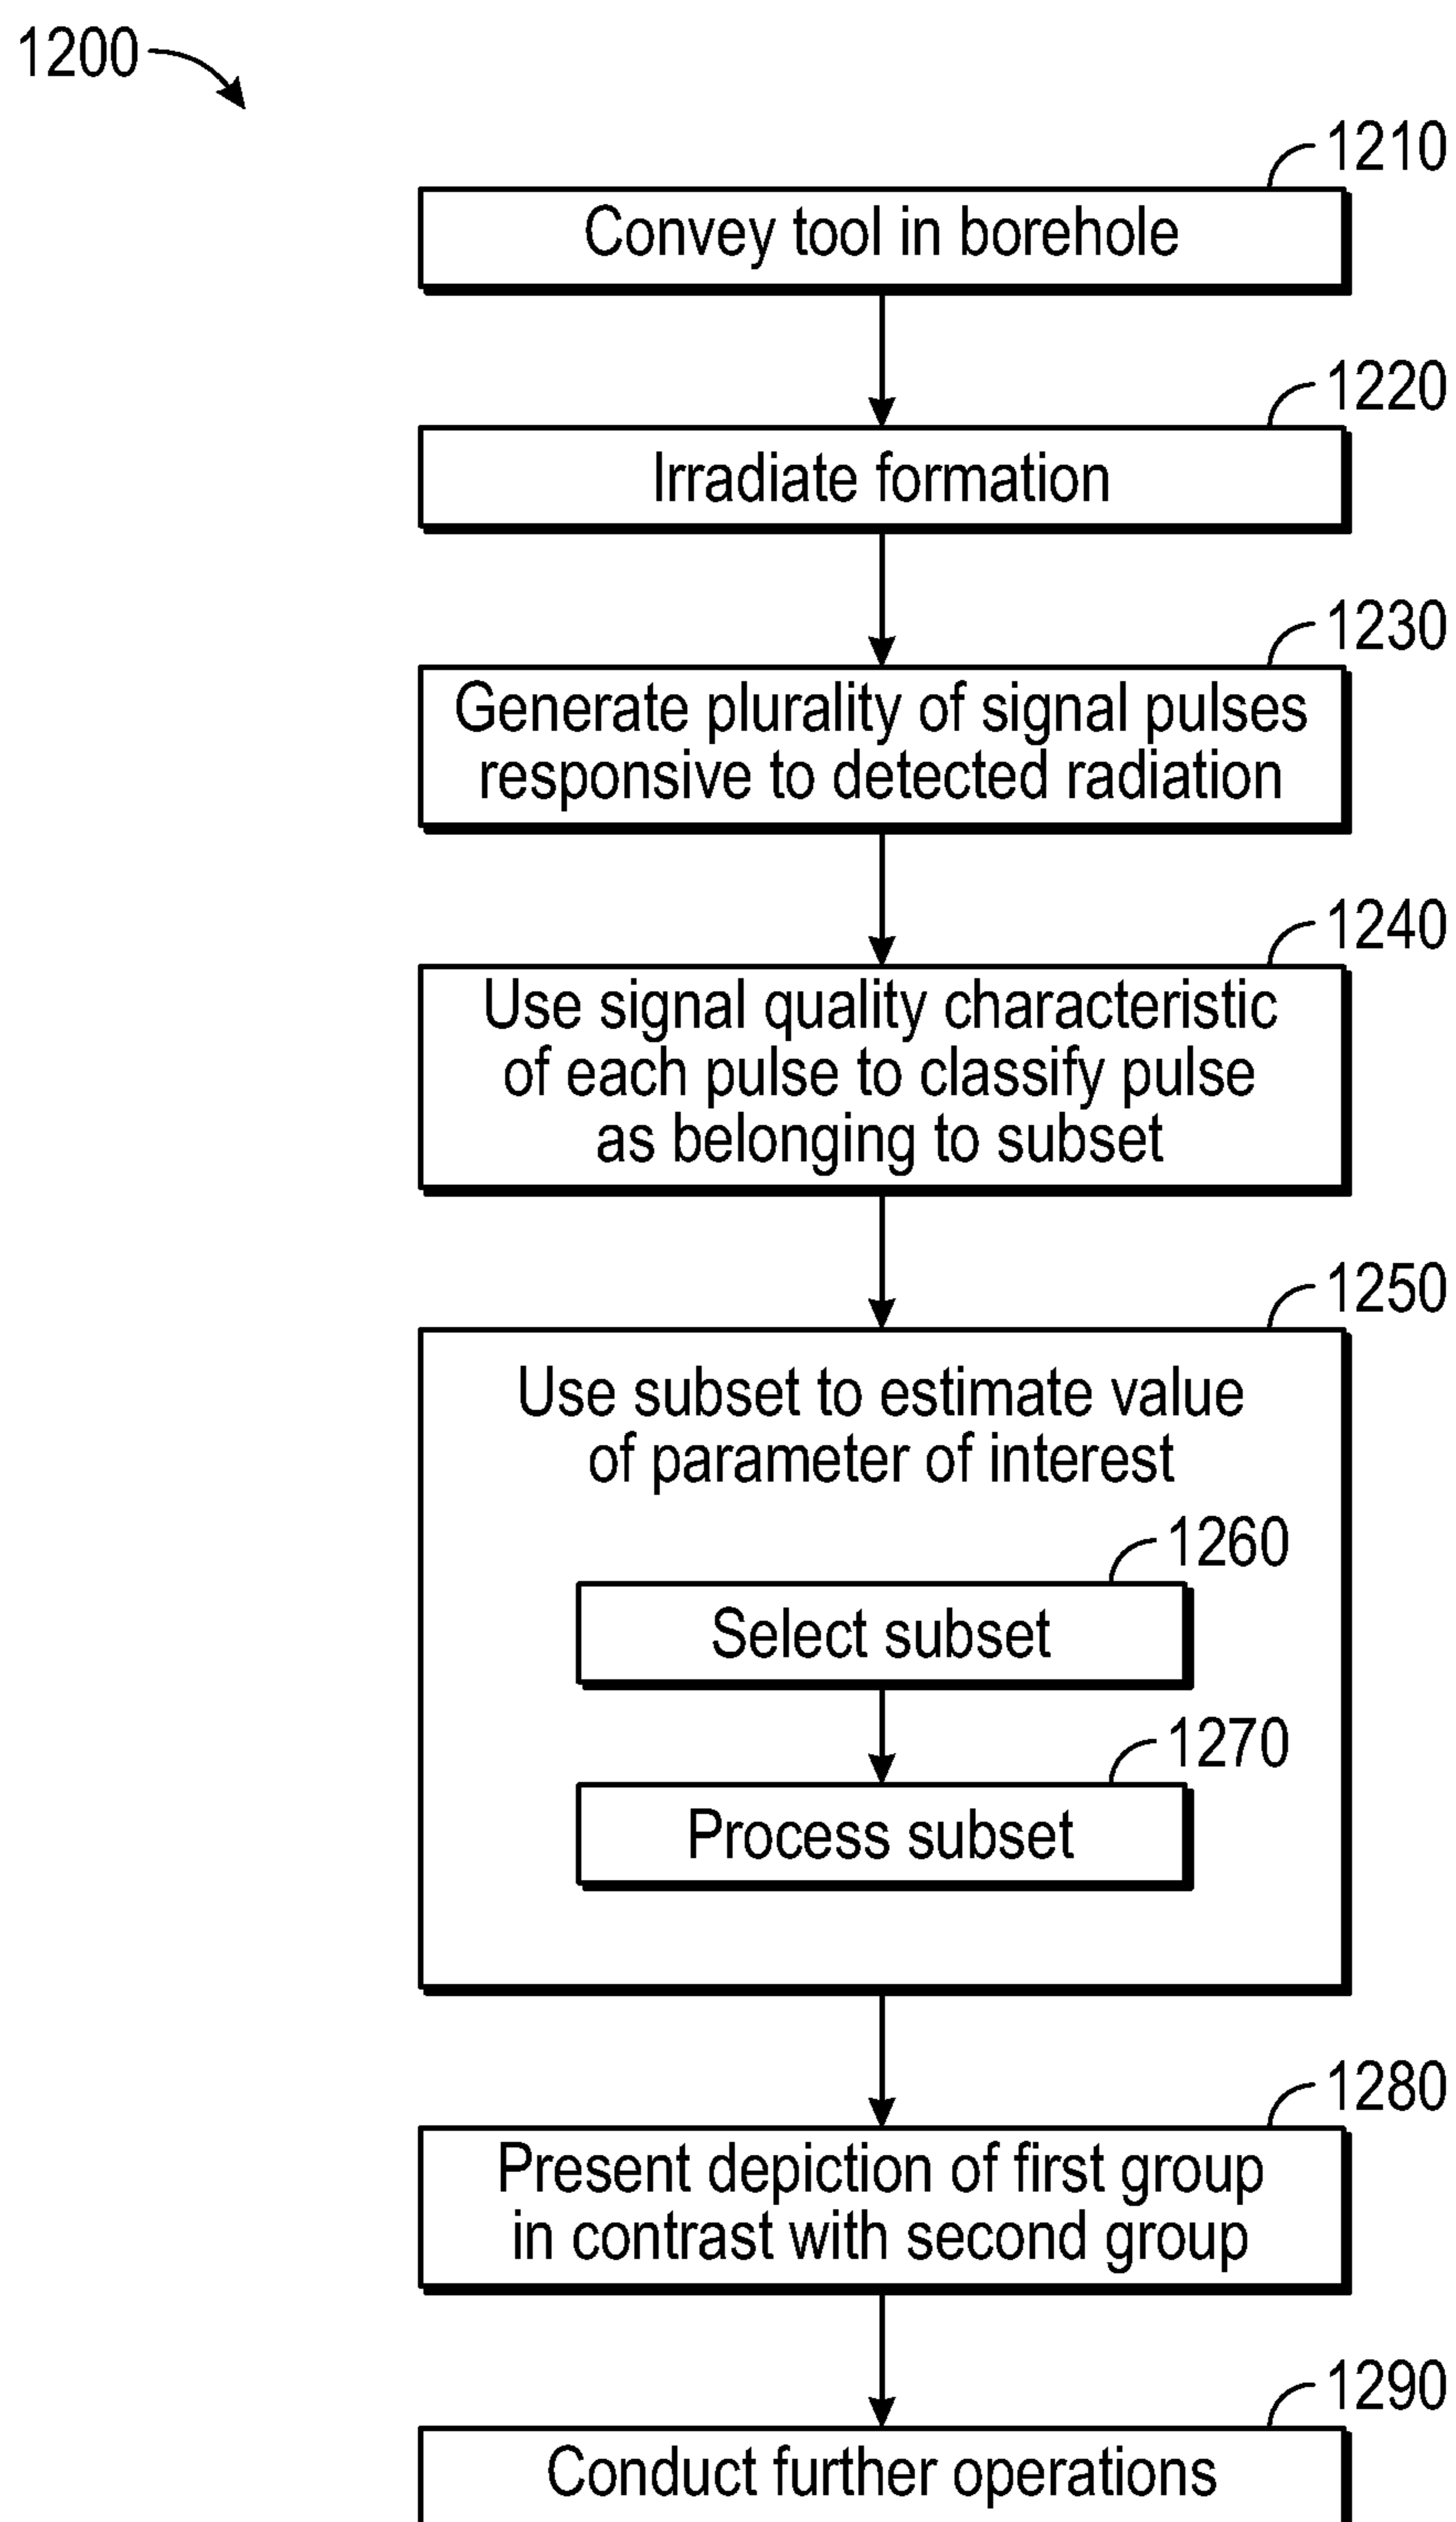 1200
1210
Convey tool in borehole
1220
Irradiate formation
1230
Generate plurality of signal pulses
responsive to detected radiation
1240
Use signal quality characteristic
of each pulse to classify pulse
as belonging to subset
1250
Use subset to estimate value
of parameter of interest
1260
Select subset
1270
Process subset
1280
Present depiction of first group
in contrast with second group
1290
Conduct further operations